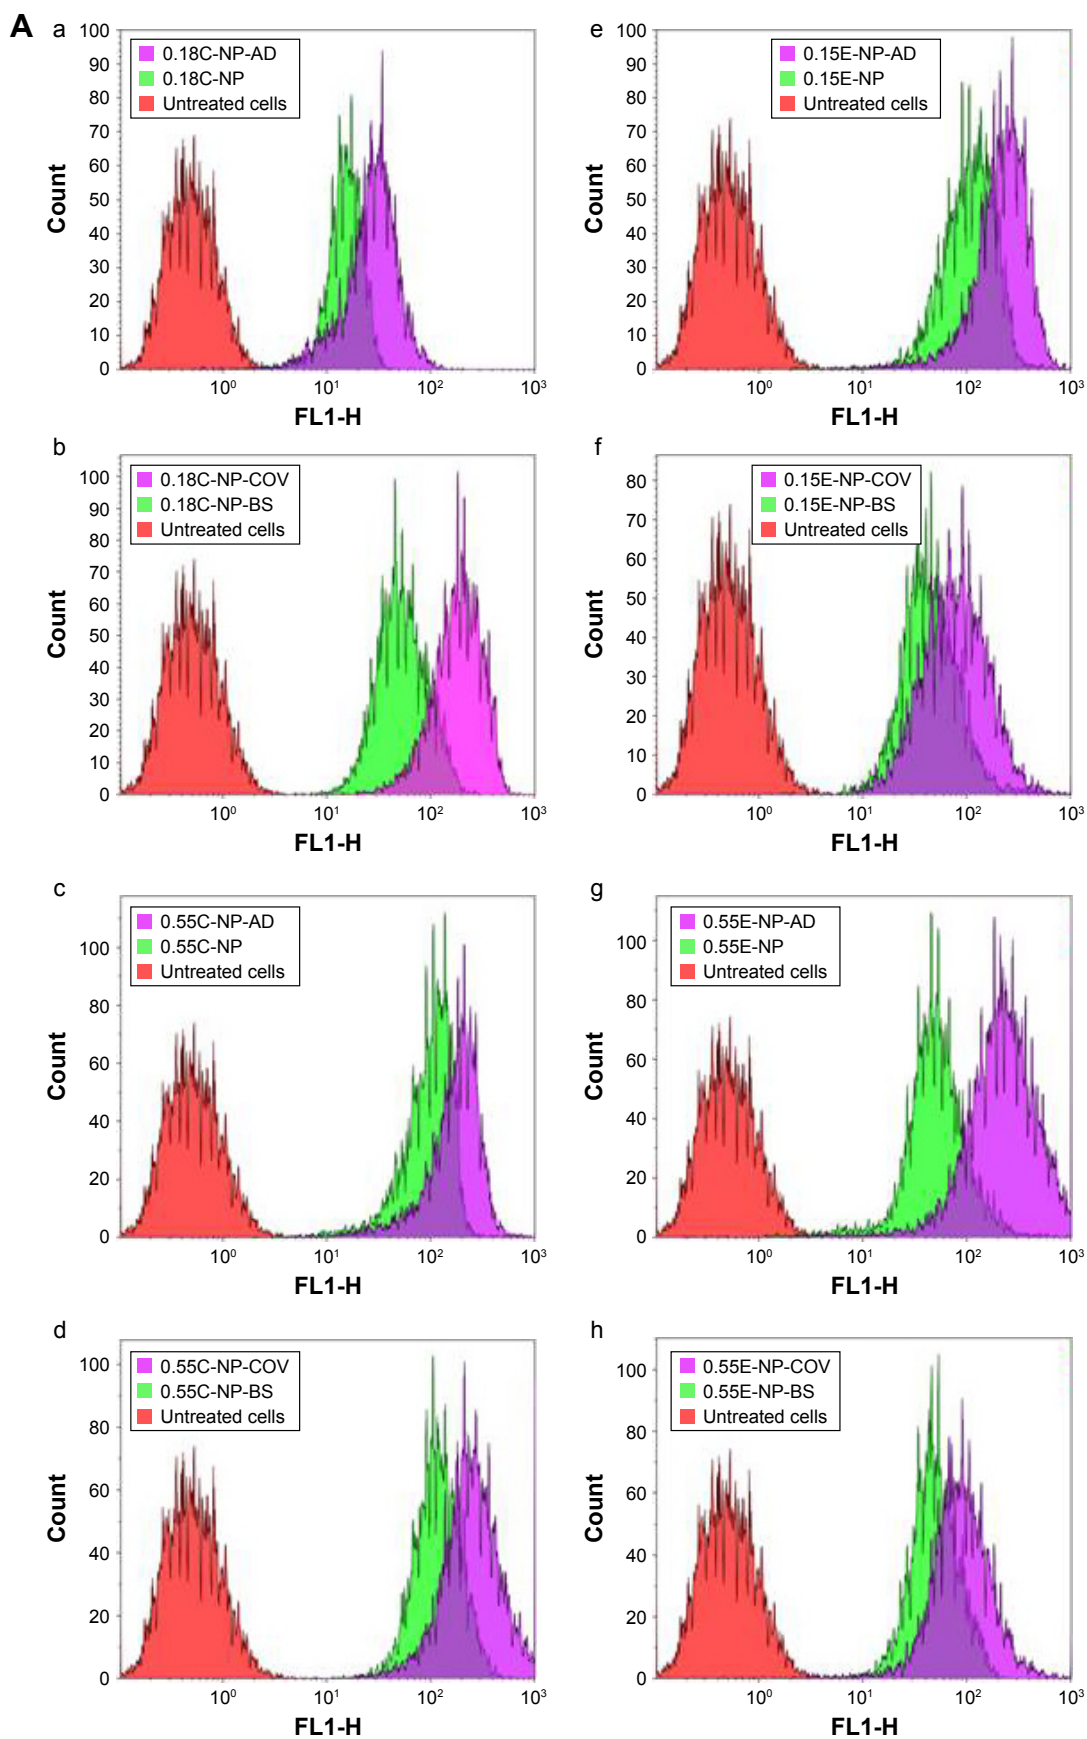 A
a
100
90
80
70
60
50
40
30
20
10
0
Count
0.18C-NP-AD
0.18C-NP
Untreated cells
10⁰
10¹
10²
10³
FL1-H
e
100
90
80
70
60
50
40
30
20
10
0
Count
0.15E-NP-AD
0.15E-NP
Untreated cells
10⁰
10¹
10²
10³
FL1-H
b
100
90
80
70
60
50
40
30
20
10
0
Count
0.18C-NP-COV
0.18C-NP-BS
Untreated cells
10⁰
10¹
10²
10³
FL1-H
f
80
70
60
50
40
30
20
10
0
Count
0.15E-NP-COV
0.15E-NP-BS
Untreated cells
10⁰
10¹
10²
10³
FL1-H
c
100
80
60
40
20
0
Count
0.55C-NP-AD
0.55C-NP
Untreated cells
10⁰
10¹
10²
10³
FL1-H
g
100
80
60
40
20
0
Count
0.55E-NP-AD
0.55E-NP
Untreated cells
10⁰
10¹
10²
10³
FL1-H
d
100
80
60
40
20
0
Count
0.55C-NP-COV
0.55C-NP-BS
Untreated cells
10⁰
10¹
10²
10³
FL1-H
h
100
80
60
40
20
0
Count
0.55E-NP-COV
0.55E-NP-BS
Untreated cells
10⁰
10¹
10²
10³
FL1-H